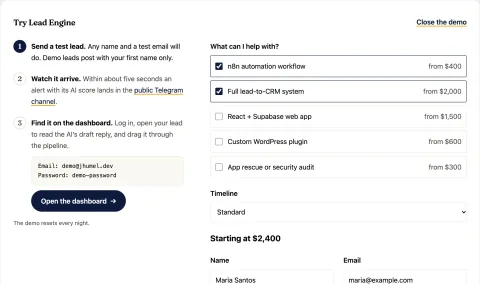 Try Lead Engine
Close the demo
1 Send a test lead. Any name and a test email will
do. Demo leads post with your first name only.
2 Watch it arrive. Within about five seconds an
alert with its AI score lands in the public Telegram
channel.
3 Find it on the dashboard. Log in, open your lead
to read the AI's draft reply, and drag it through
the pipeline.
Email: demo@jhumel.dev
Password: demo-password
Open the dashboard →
The demo resets every night.
What can I help with?
n8n automation workflow from $400
Full lead-to-CRM system from $2,000
React + Supabase web app from $1,500
Custom WordPress plugin from $600
App rescue or security audit from $300
Timeline
Standard
Starting at $2,400
Name Email
Maria Santos maria@example.com